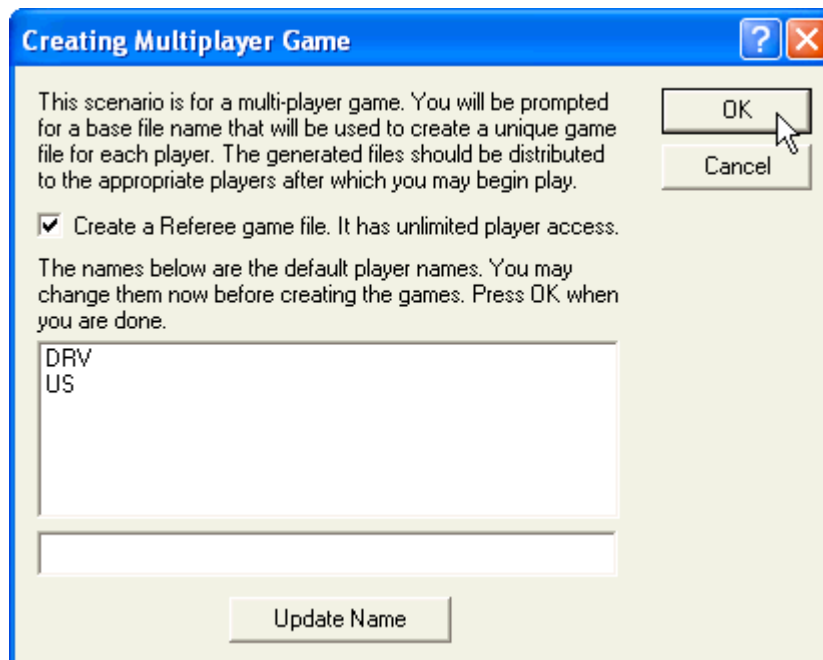 Creating Multiplayer Game
?
This scenario is for a multi-player game. You will be prompted
for a base file name that will be used to create a unique game
file for each player. The generated files should be distributed
to the appropriate players after which you may begin play.
OK
Cancel
Create a Referee game file. It has unlimited player access.
The names below are the default player names. You may
change them now before creating the games. Press OK when
you are done.
DRV
US
Update Name